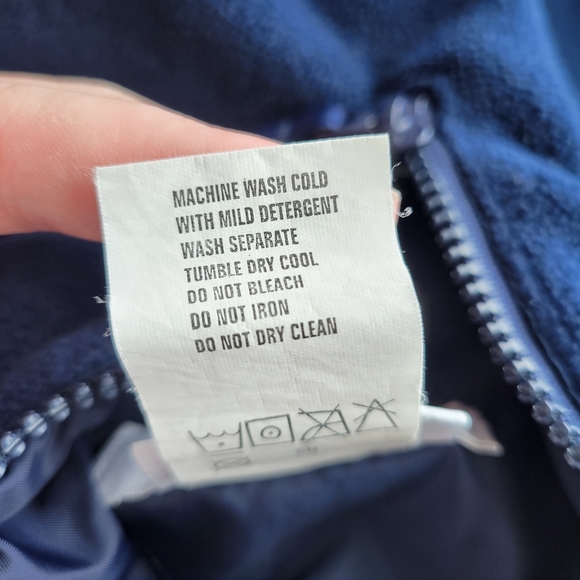 MACHINE WASH COLD
WITH MILD DETERGENT
WASH SEPARATE
TUMBLE DRY COOL
DO NOT BLEACH
DO NOT IRON
DO NOT DRY CLEAN